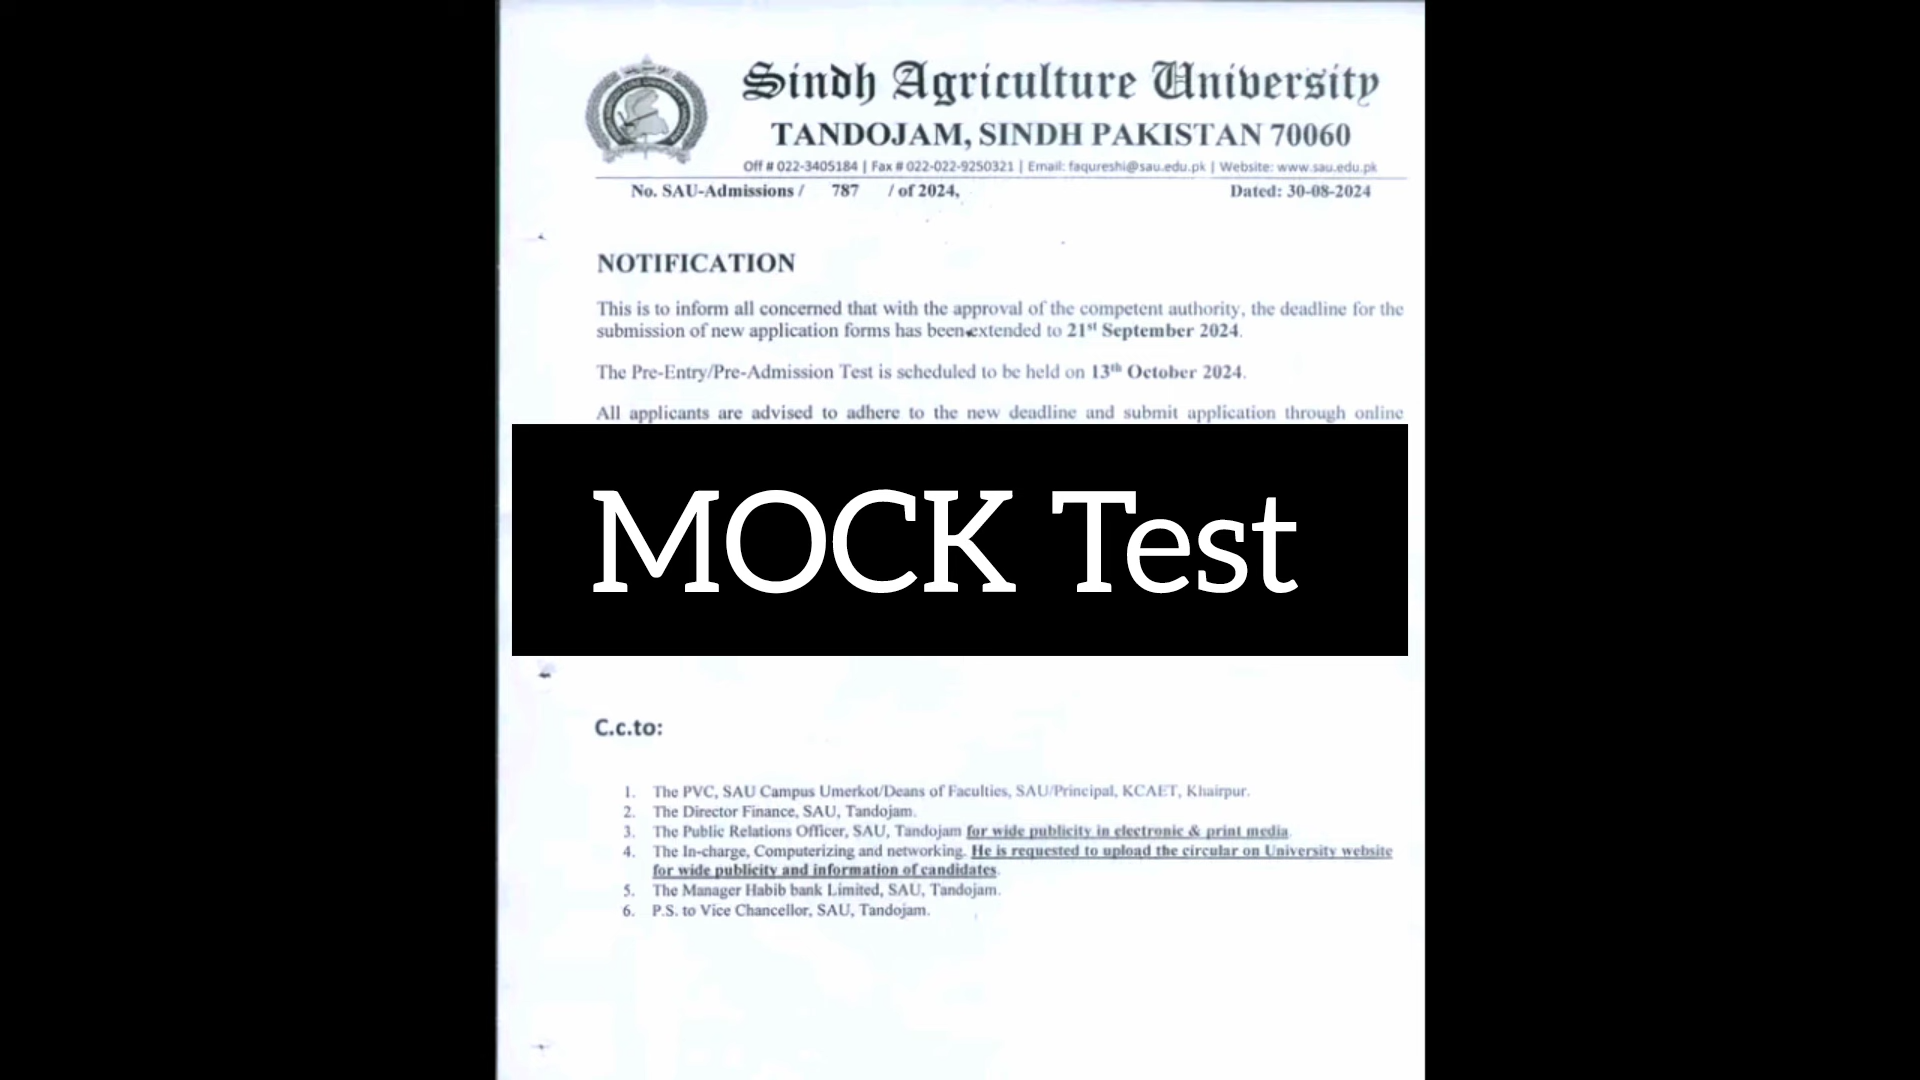 Sindh Agriculture University
TANDOJAM, SINDH PAKISTAN 70060
Off # 022-3405184 | Fax # 022-022-9250321 | Email: faqureshi@sau.edu.pk | Website: www.sau.edu.pk
No. SAU-Admissions / 787 / of 2024, Dated: 30-08-2024
NOTIFICATION
This is to inform all concerned that with the approval of the competent authority, the deadline for the
submission of new application forms has been extended to 21st September 2024.
The Pre-Entry/Pre-Admission Test is scheduled to be held on 13th October 2024.
All applicants are advised to adhere to the new deadline and submit application through online
MOCK Test
C.c.to:
1. The PVC, SAU Campus Umerkot/Deans of Faculties, SAU/Principal, KCAET, Khairpur.
2. The Director Finance, SAU, Tandojam.
3. The Public Relations Officer, SAU, Tandojam for wide publicity in electronic & print media.
4. The In-charge, Computerizing and networking. He is requested to upload the circular on University website
for wide publicity and information of candidates.
5. The Manager Habib bank Limited, SAU, Tandojam.
6. P.S. to Vice Chancellor, SAU, Tandojam.